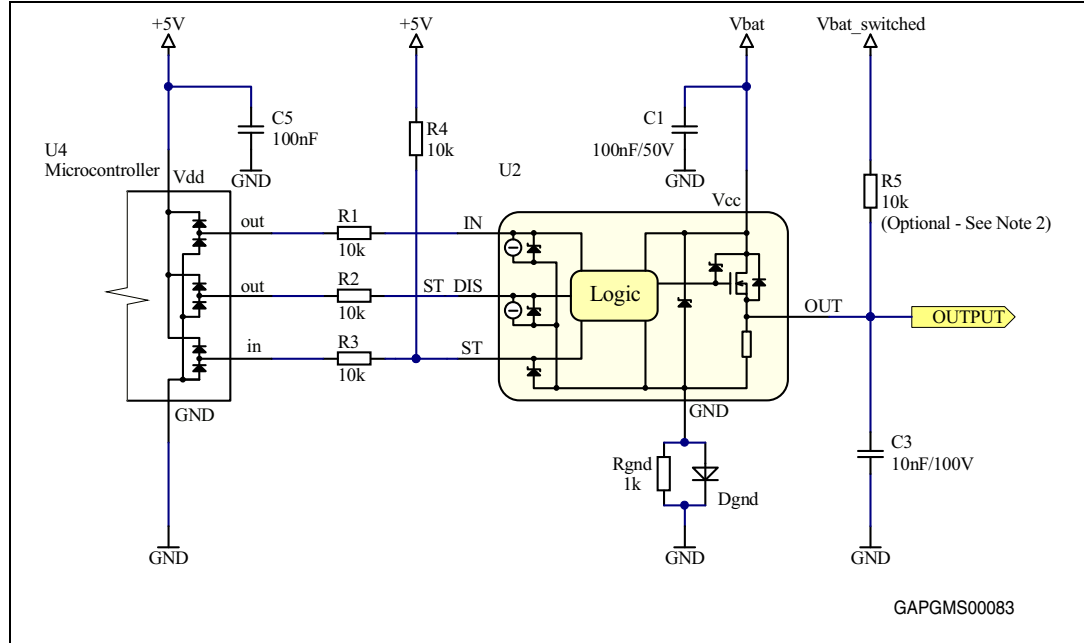 +5V
+5V
Vbat
Vbat_switched
C5
100nF
GND
R4
10k
C1
100nF/50V
GND
U4
Microcontroller
Vdd
U2
Vcc
R5
10k
(Optional - See Note 2)
out
R1
10k
IN
out
R2
10k
ST_DIS
Logic
OUT
OUTPUT
in
R3
10k
ST
GND
GND
Rgnd
1k
Dgnd
C3
10nF/100V
GND
GND
GND
GAPGMS00083